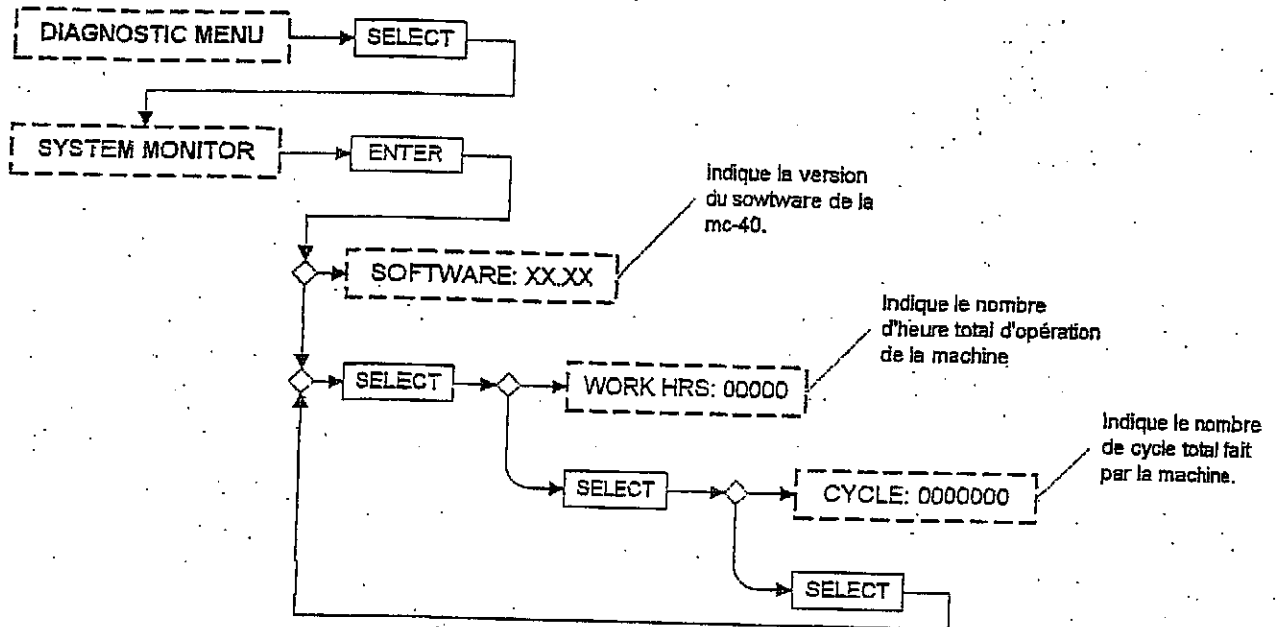 DIAGNOSTIC MENU
SELECT
SYSTEM MONITOR
ENTER
Indique la version
du sowtware de la
mc-40.
SOFTWARE: XX.XX
Indique le nombre
d'heure total d'opération
de la machine
SELECT
WORK HRS: 00000
Indique le nombre
de cycle total fait
par la machine.
SELECT
CYCLE: 0000000
SELECT